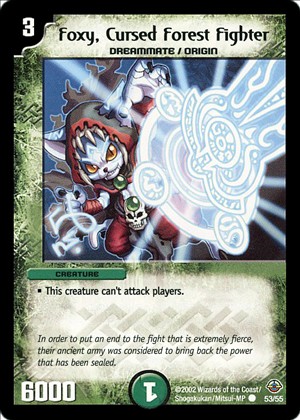 3
Foxy, Cursed Forest Fighter
DREAMMATE / ORIGIN
CREATURE
▪ This creature can't attack players.
In order to put an end to the fight that is extremely fierce,
their ancient army was considered to bring back the power
that has been sealed.
6000
1
©2002 Wizards of the Coast/
Shogakukan/Mitsui-MP ● 53/55